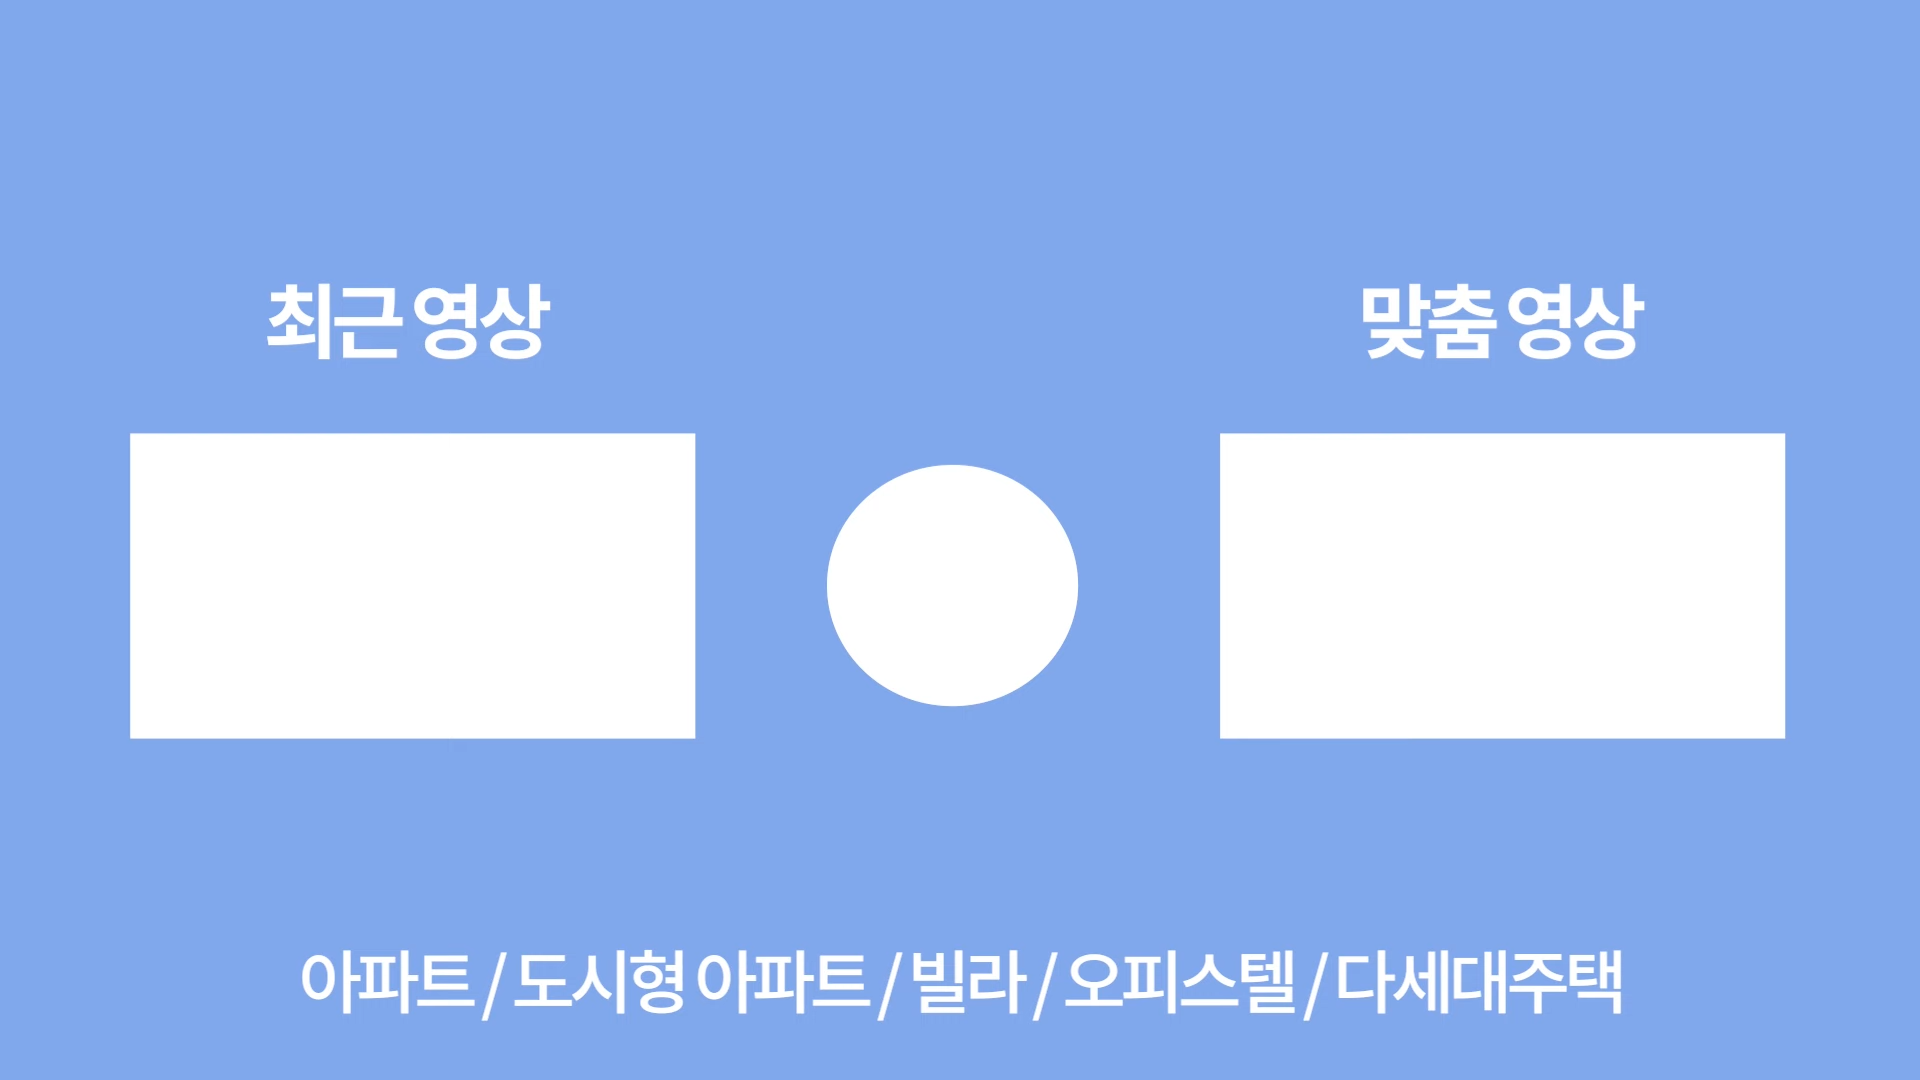 최근 영상
맞춤 영상
아파트 / 도시형 아파트 / 빌라 / 오피스텔 / 다세대주택